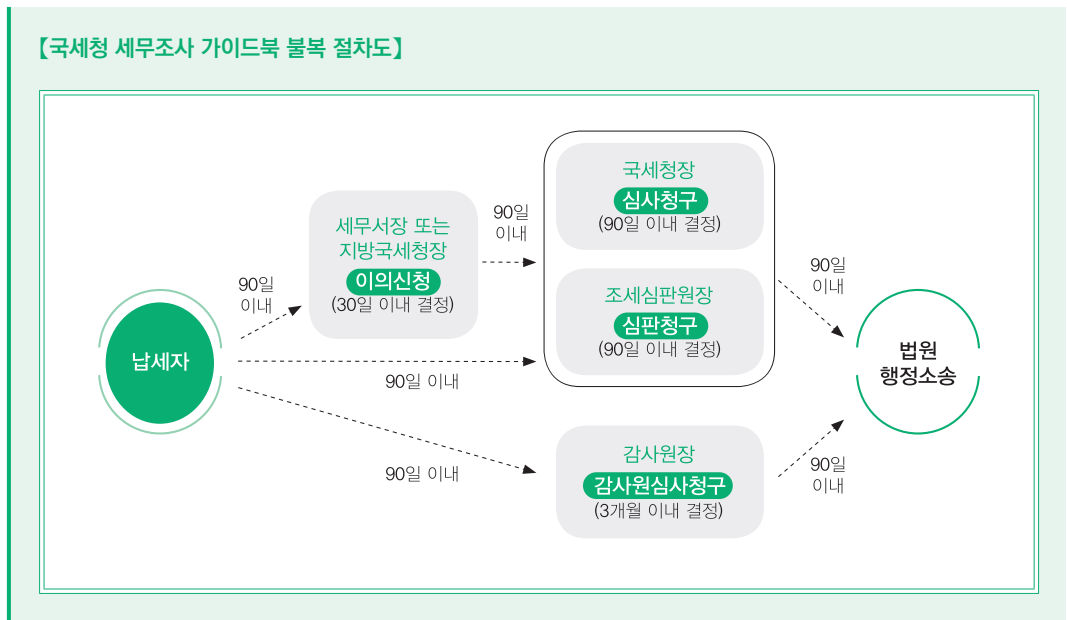 【국세청 세무조사 가이드북 불복 절차도】
납세자
90일
이내
세무서장 또는
지방국세청장
이의신청
(30일 이내 결정)
90일
이내
90일 이내
90일 이내
국세청장
심사청구
(90일 이내 결정)
조세심판원장
심판청구
(90일 이내 결정)
감사원장
감사원심사청구
(3개월 이내 결정)
90일
이내
90일
이내
법원
행정소송